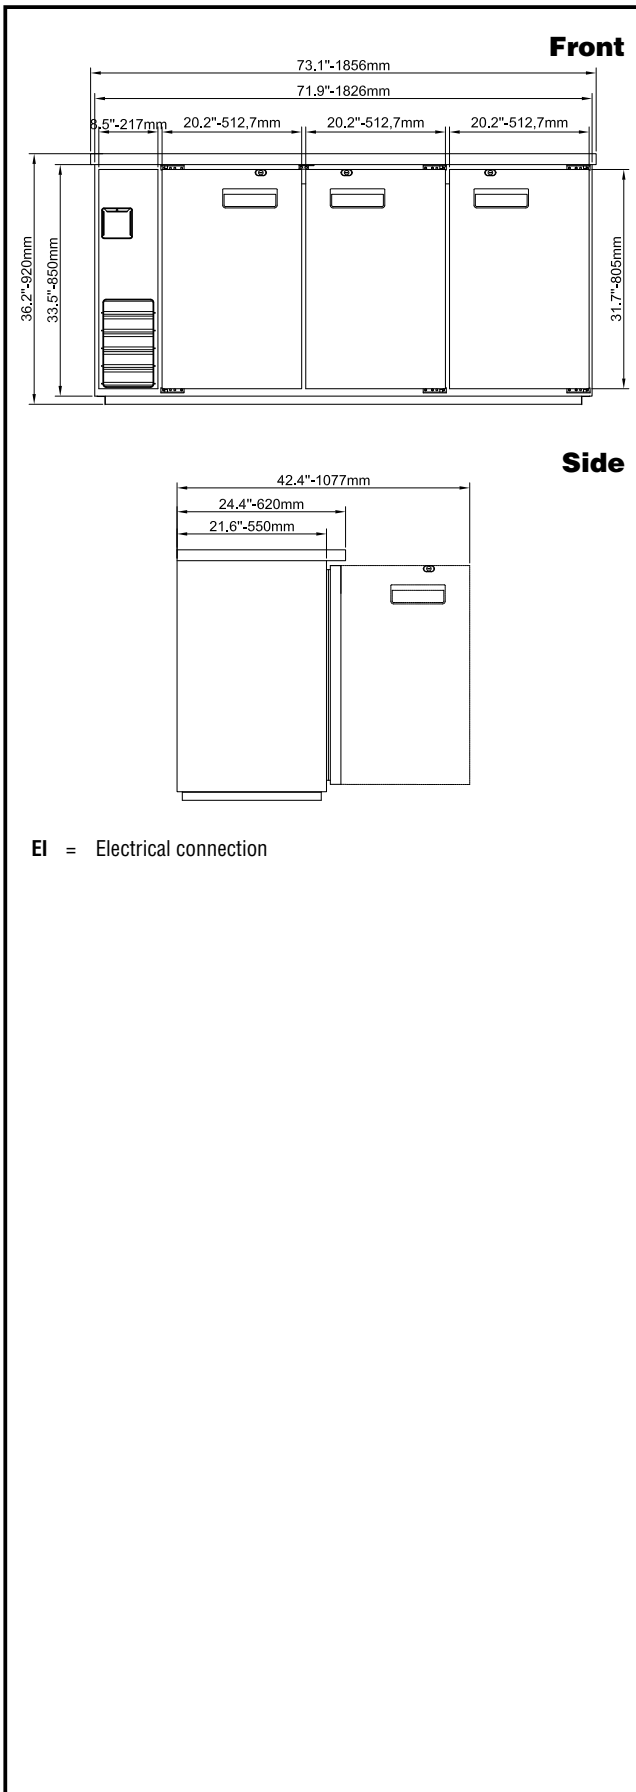 Front
73.1"-1856mm
71.9"-1826mm
8.5"-217mm 20.2"-512,7mm 20.2"-512,7mm 20.2"-512,7mm
36.2"-920mm
33.5"-850mm
31.7"-805mm
Side
42.4"-1077mm
24.4"-620mm
21.6"-550mm
EI = Electrical connection